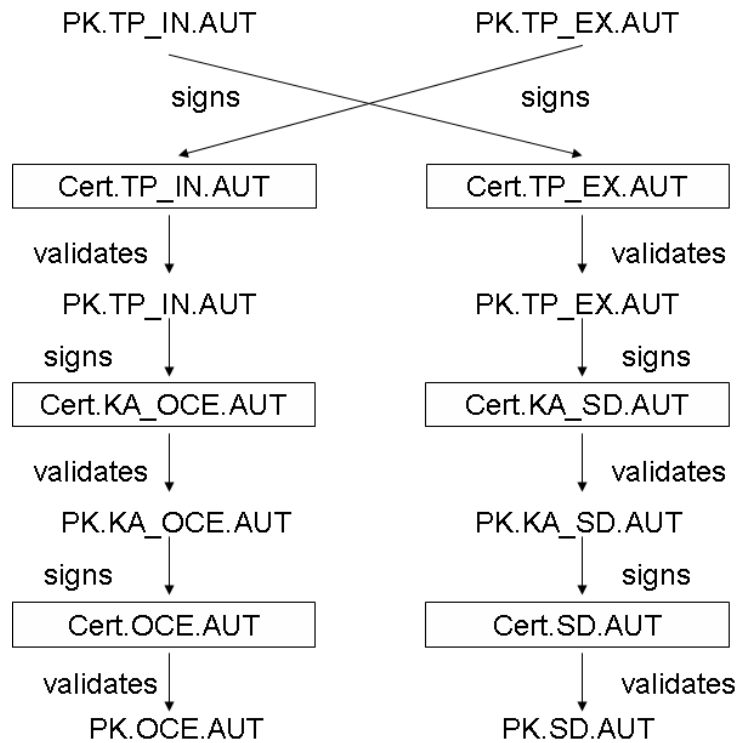 PK.TP_IN.AUT PK.TP_EX.AUT
signs signs
Cert.TP_IN.AUT Cert.TP_EX.AUT
validates validates
PK.TP_IN.AUT PK.TP_EX.AUT
signs signs
Cert.KA_OCE.AUT Cert.KA_SD.AUT
validates validates
PK.KA_OCE.AUT PK.KA_SD.AUT
signs signs
Cert.OCE.AUT Cert.SD.AUT
validates validates
PK.OCE.AUT PK.SD.AUT